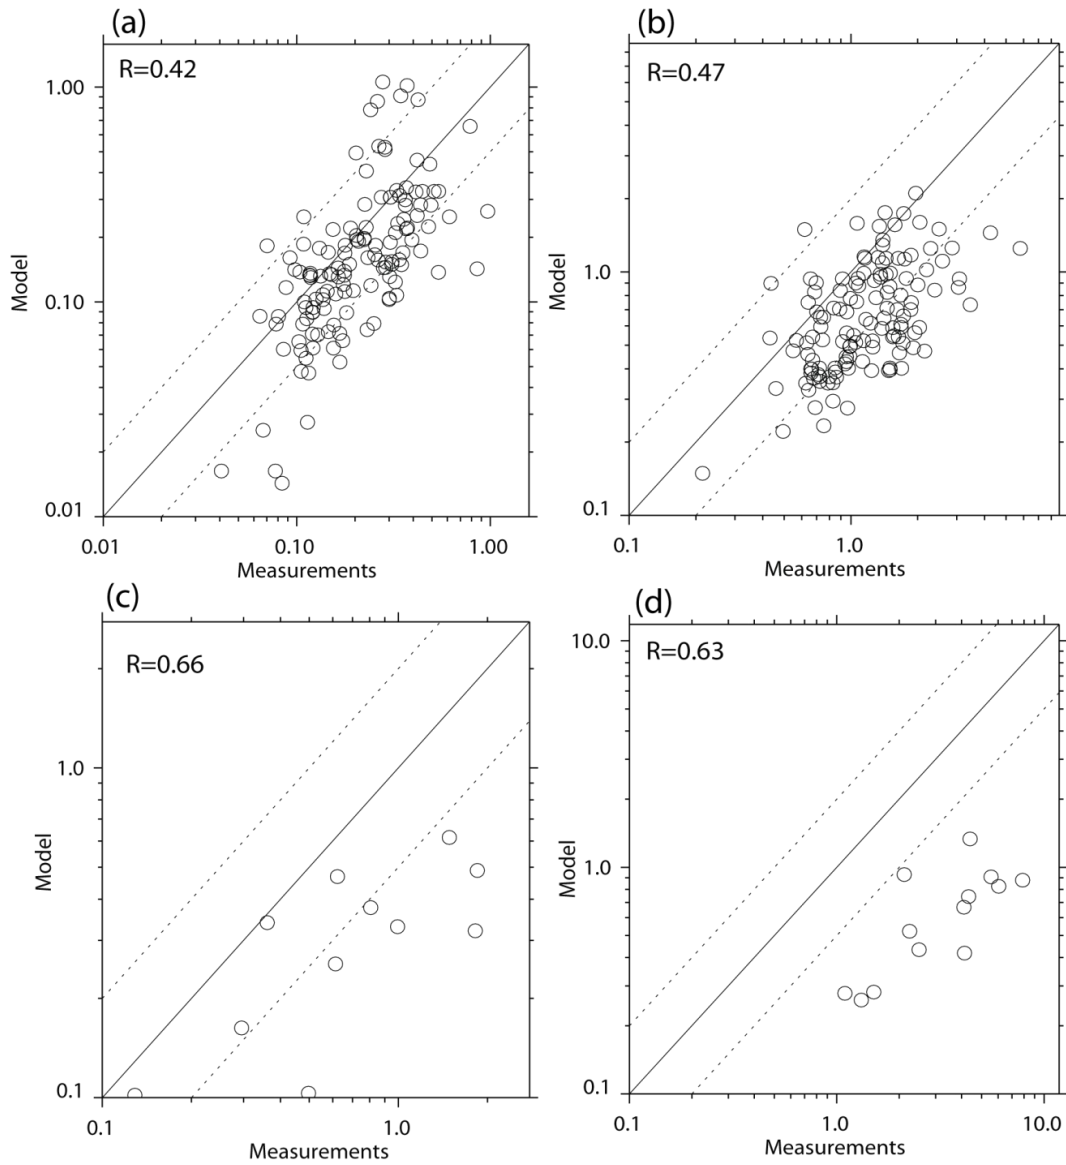 (a)
R=0.42
1.00
0.10
0.01
Model
0.01
0.10
1.00
Measurements
(b)
R=0.47
1.0
0.1
Model
0.1
1.0
Measurements
(c)
R=0.66
1.0
0.1
Model
0.1
1.0
Measurements
(d)
R=0.63
10.0
1.0
0.1
Model
0.1
1.0
10.0
Measurements